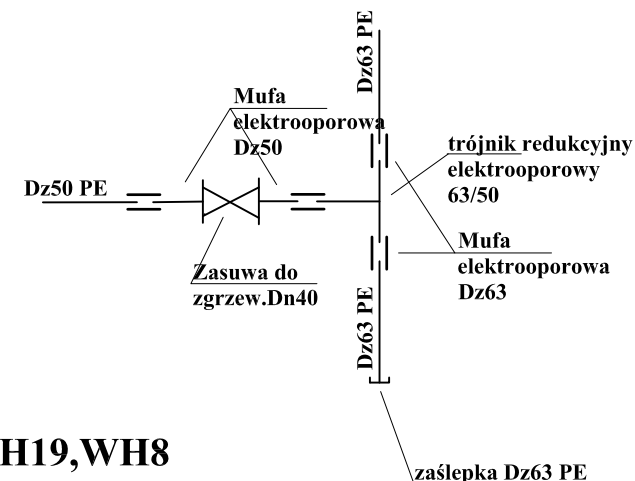 Dz63 PE
Mufa
elektrooporowa
Dz50
trójnik redukcyjny
elektrooporowy
63/50
Dz50 PE
Mufa
elektrooporowa
Dz63
Zasuwa do
zgrzew.Dn40
Dz63 PE
H19,WH8
zaślepka Dz63 PE